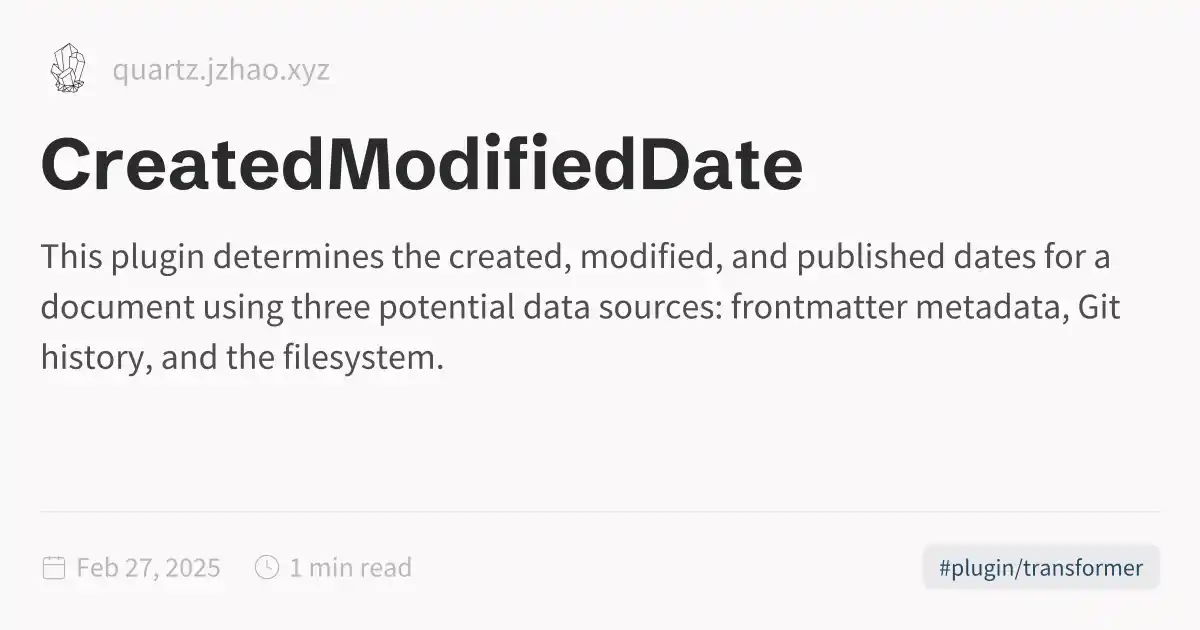 quartz.jzhao.xyz
CreatedModifiedDate
This plugin determines the created, modified, and published dates for a
document using three potential data sources: frontmatter metadata, Git
history, and the filesystem.
Feb 27, 2025 1 min read #plugin/transformer